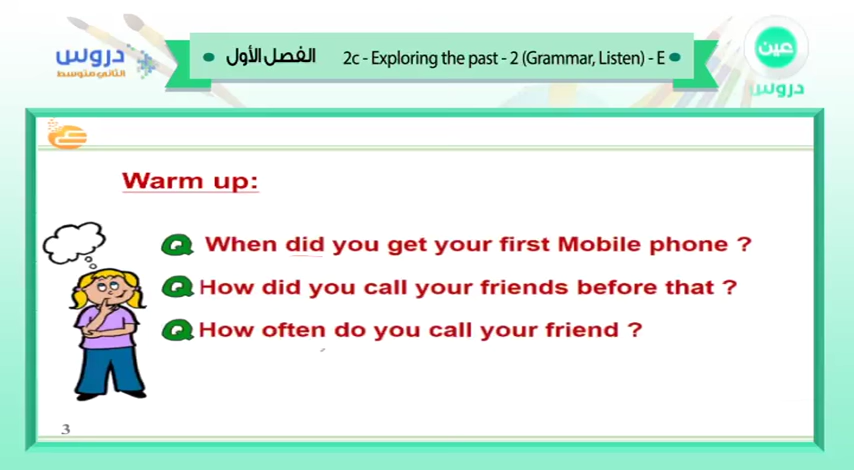 دروس
الثاني متوسط
الفصل الأول
2c - Exploring the past - 2 (Grammar, Listen) - E
عين
دروس
Warm up:
Q When did you get your first Mobile phone ?
Q How did you call your friends before that ?
Q How often do you call your friend ?
3